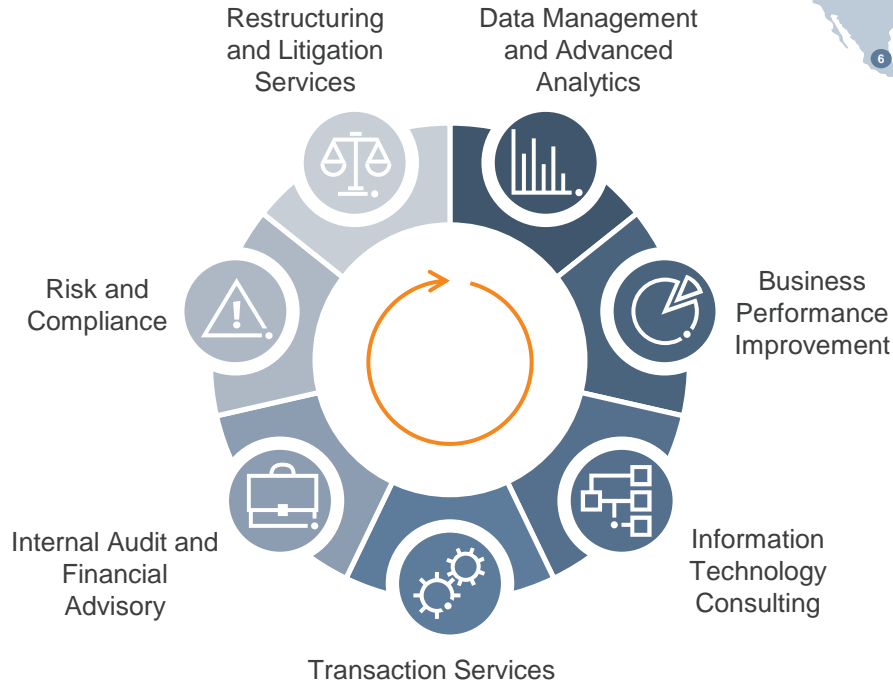 Restructuring
and Litigation
Services
Data Management
and Advanced
Analytics
6
Risk and
Compliance
!
Business
Performance
Improvement
Internal Audit and
Financial
Advisory
Information
Technology
Consulting
Transaction Services